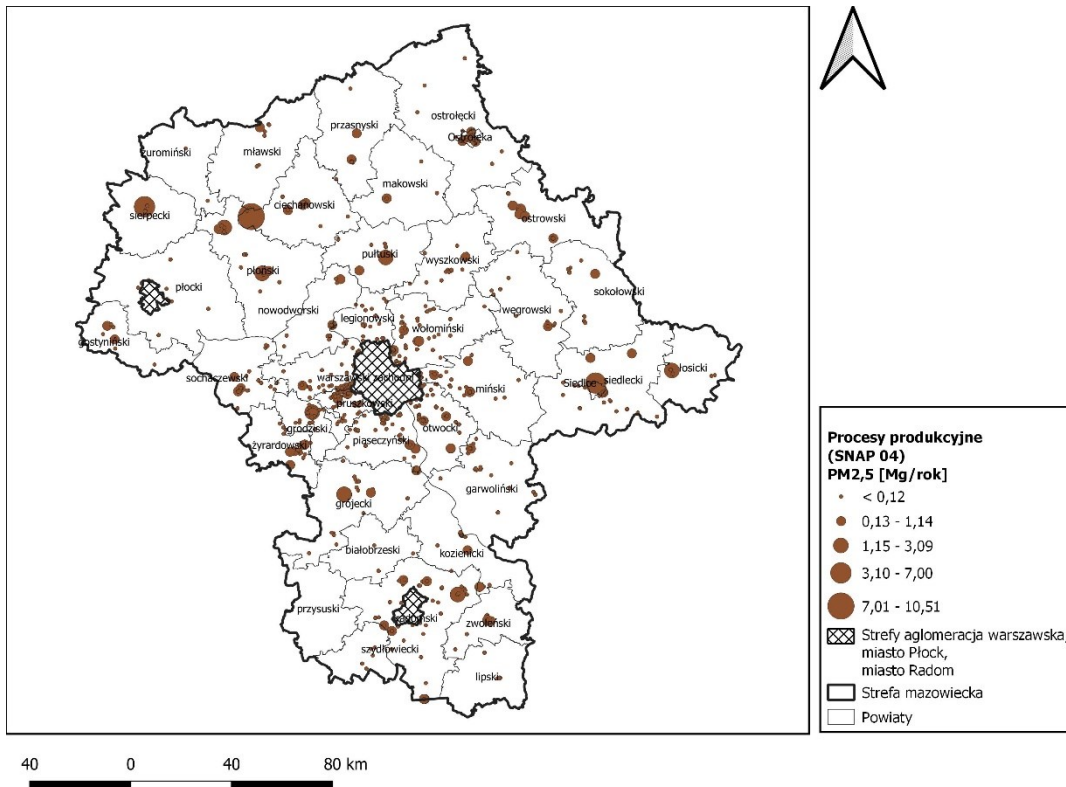 ostrołęcki
przasnyski
Ostrołęka
żuromiński
mławski
makowski
ciechanowski
sierpecki
ostrowski
pułtuski
wyszkowski
płoński
sokołowski
płocki
nowodworski
węgrowski
legionowski
wołomiński
gostyniński
łosicki
sochaczewski
warszawski zachodni
Siedlce
siedlecki
miński
pruszkowski
grodziski
otwocki
piaseczyński
żyrardowski
garwoliński
grójecki
białobrzeski
kozienicki
przysuski
radomski
zwoleński
szydłowiecki
lipski
Procesy produkcyjne
(SNAP 04)
PM2,5 [Mg/rok]
< 0,12
0,13 - 1,14
1,15 - 3,09
3,10 - 7,00
7,01 - 10,51
Strefy aglomeracja warszawska,
miasto Płock,
miasto Radom
Strefa mazowiecka
Powiaty
40 0 40 80 km